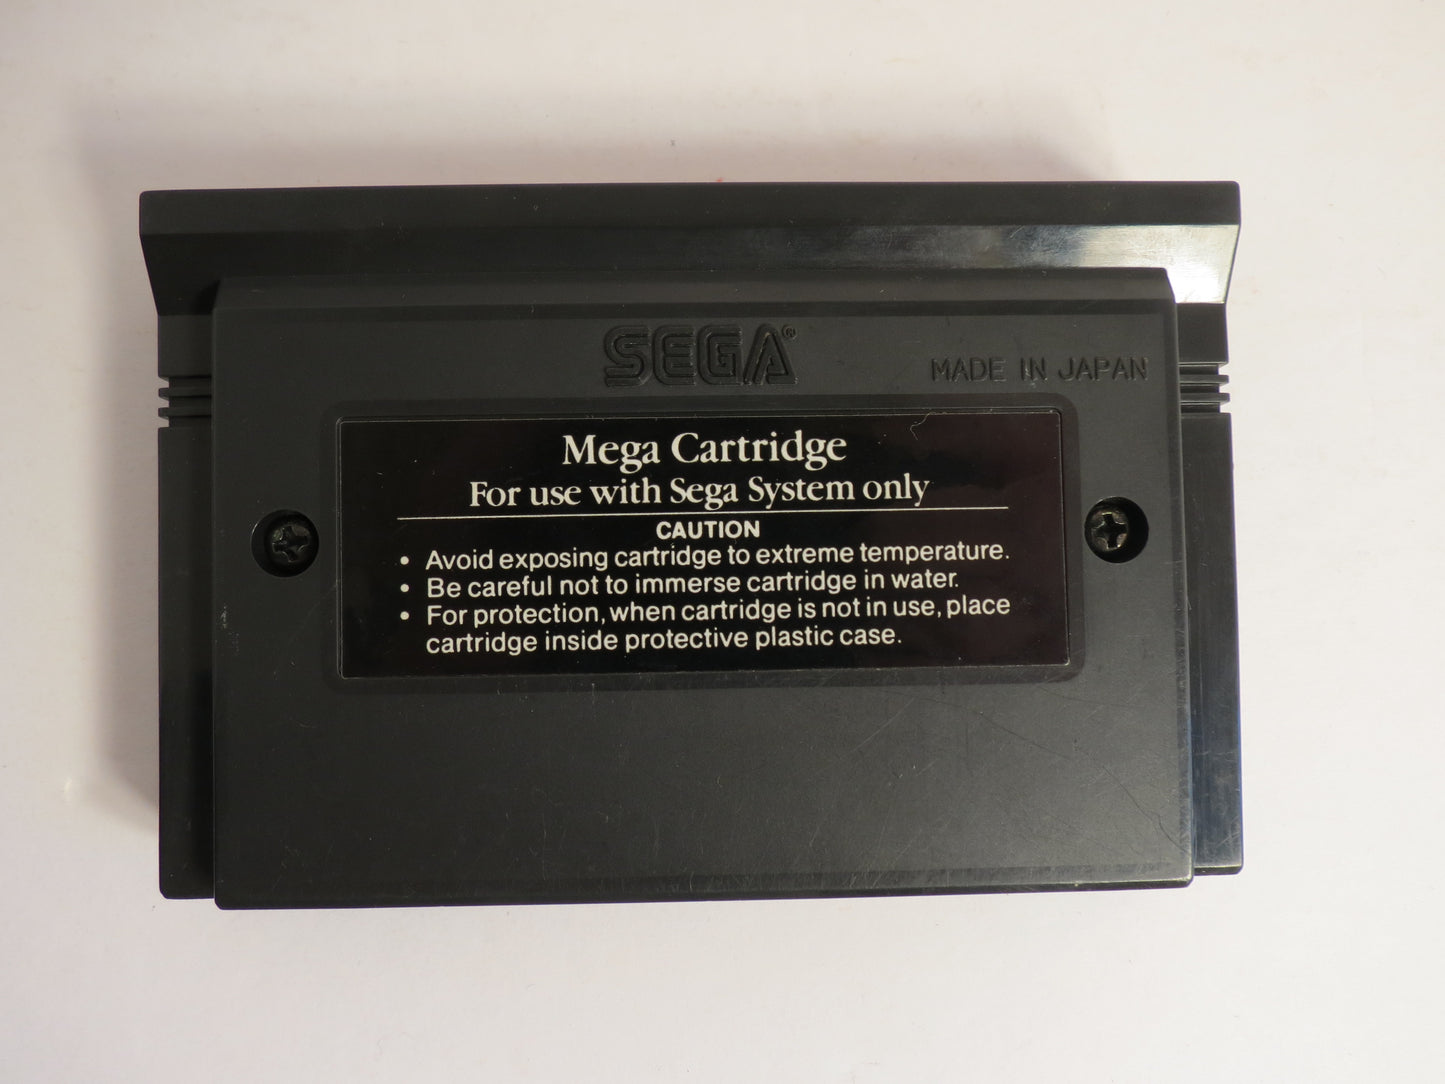 SEGA®
MADE IN JAPAN
Mega Cartridge
For use with Sega System only
CAUTION
• Avoid exposing cartridge to extreme temperature.
• Be careful not to immerse cartridge in water.
• For protection, when cartridge is not in use, place
cartridge inside protective plastic case.